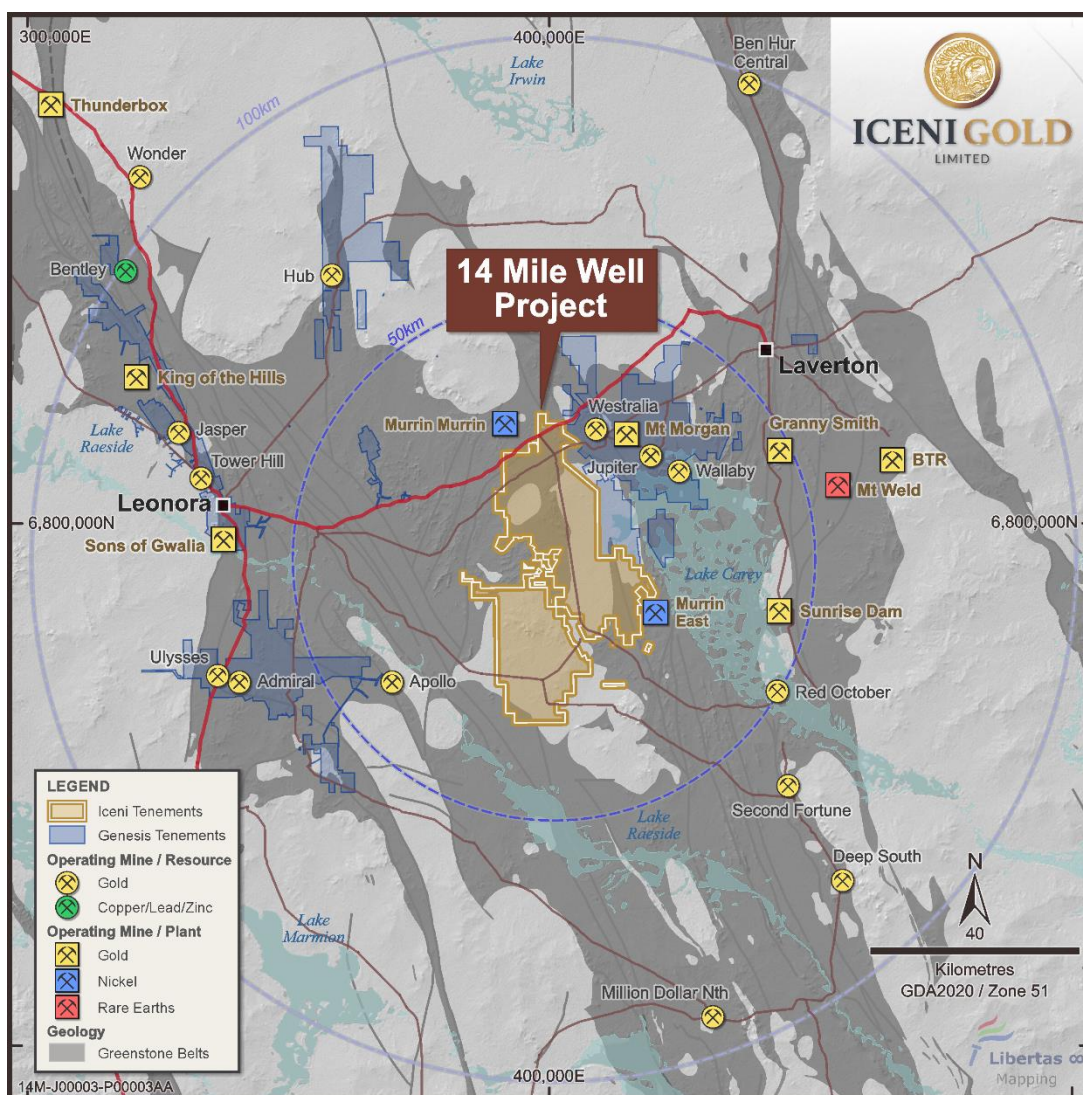 300,000E
400,000E
Lake
Irwin
Ben Hur
Central
ICENI GOLD
LIMITED
100km
Thunderbox
Wonder
Bentley
Hub
14 Mile Well
Project
50km
Laverton
King of the Hills
Murrin Murrin
Westralia
Mt Morgan
Granny Smith
Lake
Raeside
Jasper
Jupiter
Wallaby
BTR
Tower Hill
Mt Weld
Leonora
6,800,000N
6,800,000N
Sons of Gwalia
Lake Carey
Murrin
East
Sunrise Dam
Ulysses
Admiral
Apollo
Red October
LEGEND
Iceni Tenements
Genesis Tenements
Operating Mine / Resource
Gold
Copper/Lead/Zinc
Operating Mine / Plant
Gold
Nickel
Rare Earths
Geology
Greenstone Belts
Second Fortune
Lake
Raeside
Deep South
N
40
Kilometres
GDA2020 / Zone 51
Lake
Marmion
Million Dollar Nth
Libertas
Mapping
14M-J00003-P00003AA
400,000E